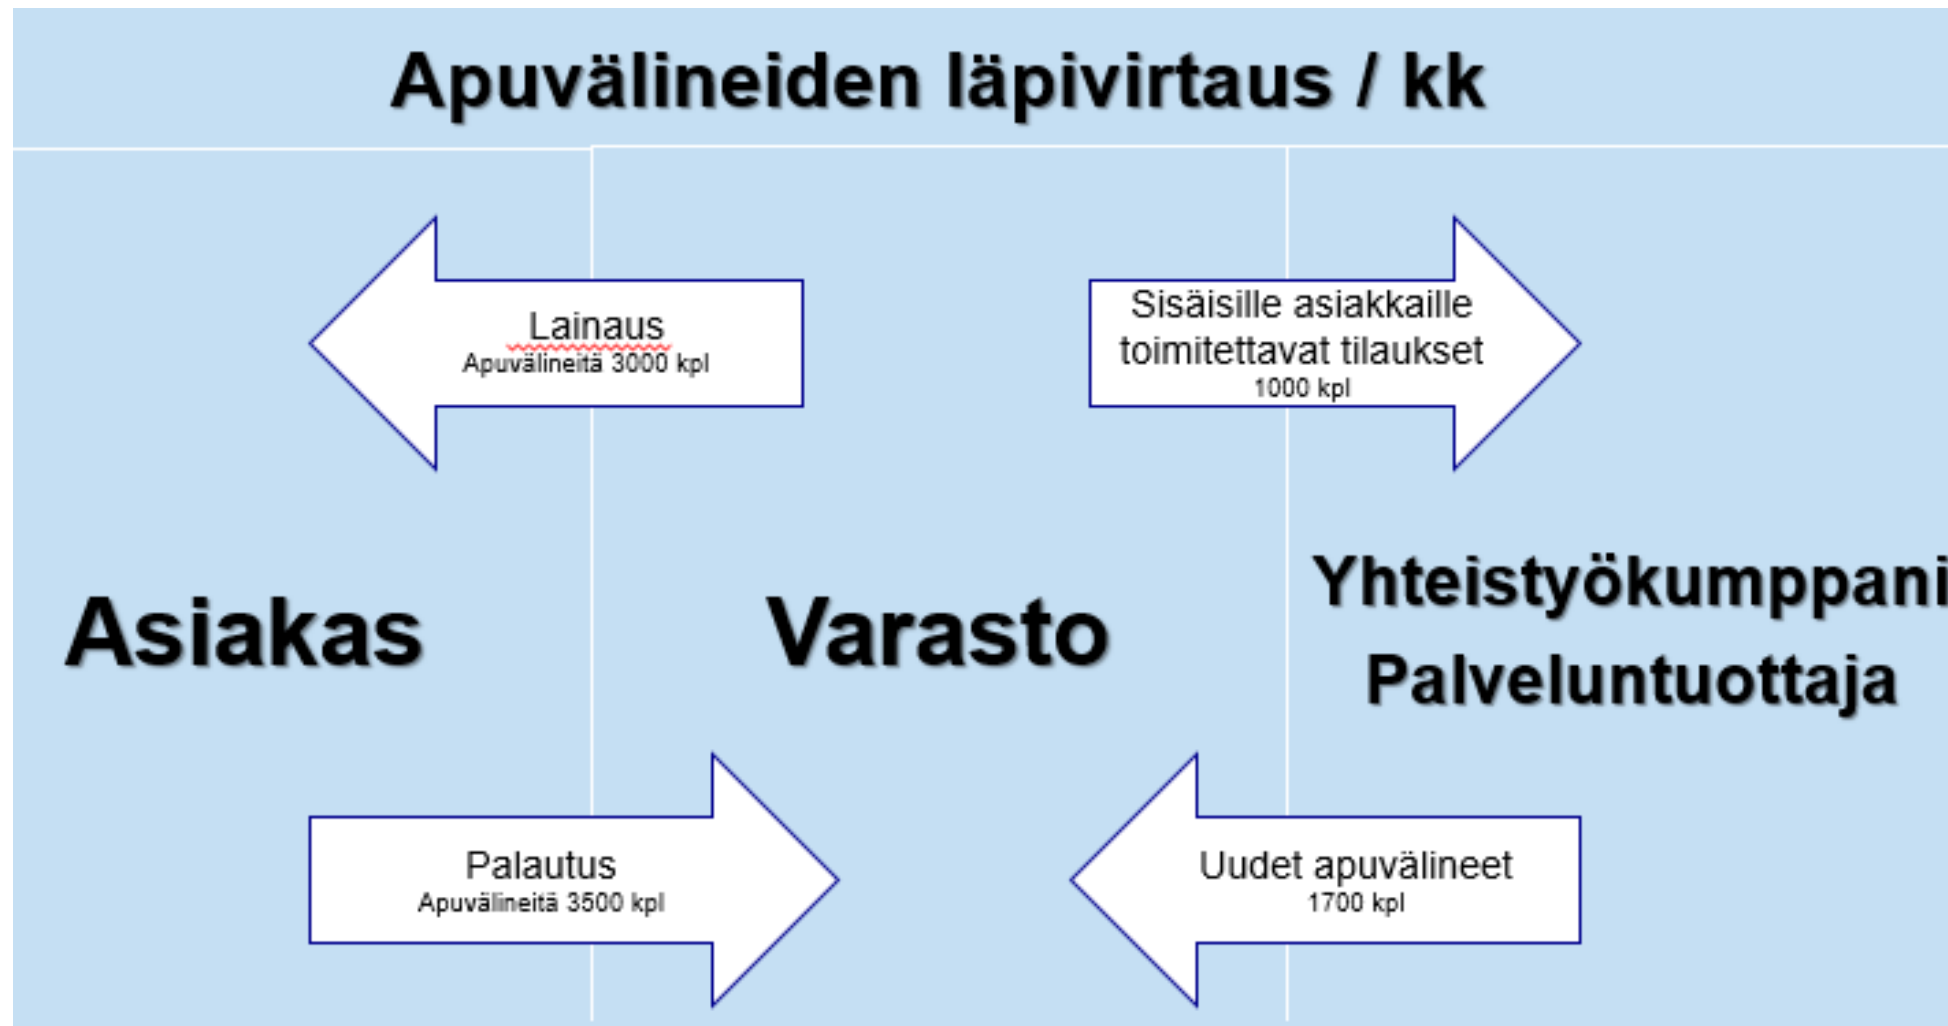 Apuvälineiden läpivirtaus / kk
Lainaus
Apuvälineitä 3000 kpl
Sisäisille asiakkaille
toimitettavat tilaukset
1000 kpl
Asiakas
Varasto
Yhteistyökumppani
Palveluntuottaja
Palautus
Apuvälineitä 3500 kpl
Uudet apuvälineet
1700 kpl